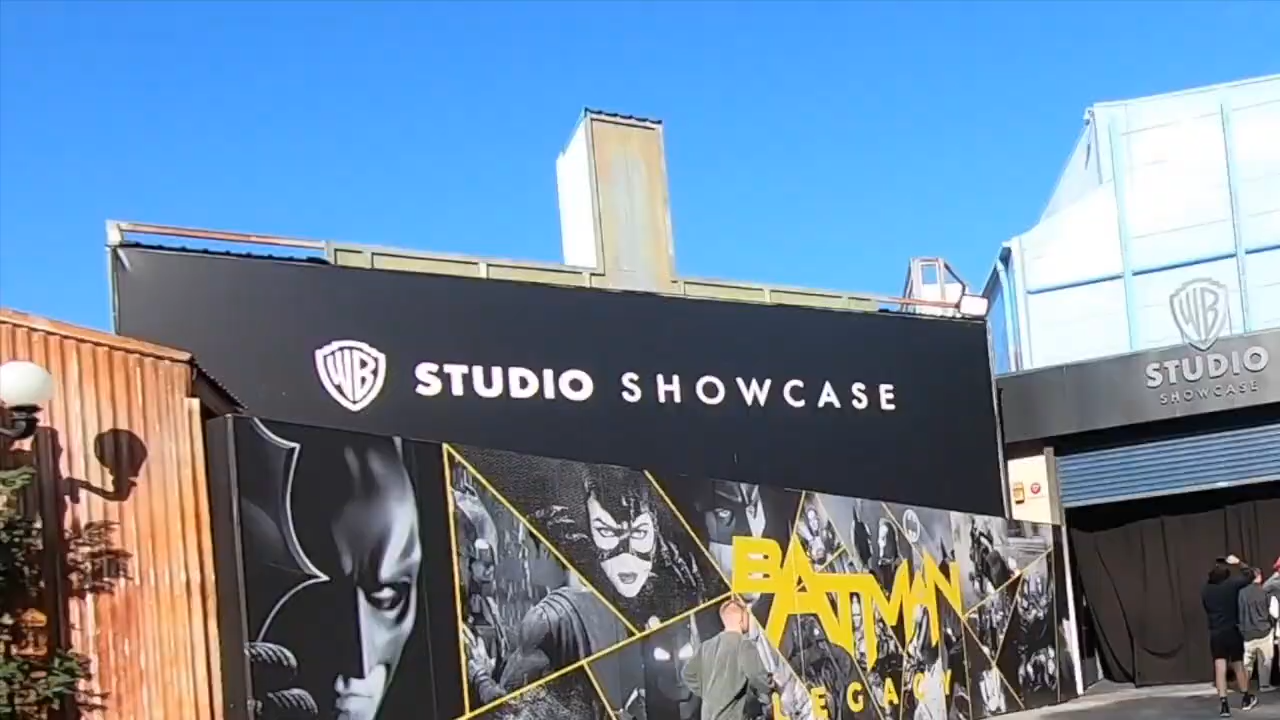 WB STUDIO SHOWCASE
WB
STUDIO
SHOWCASE
BATMAN
LEGACY